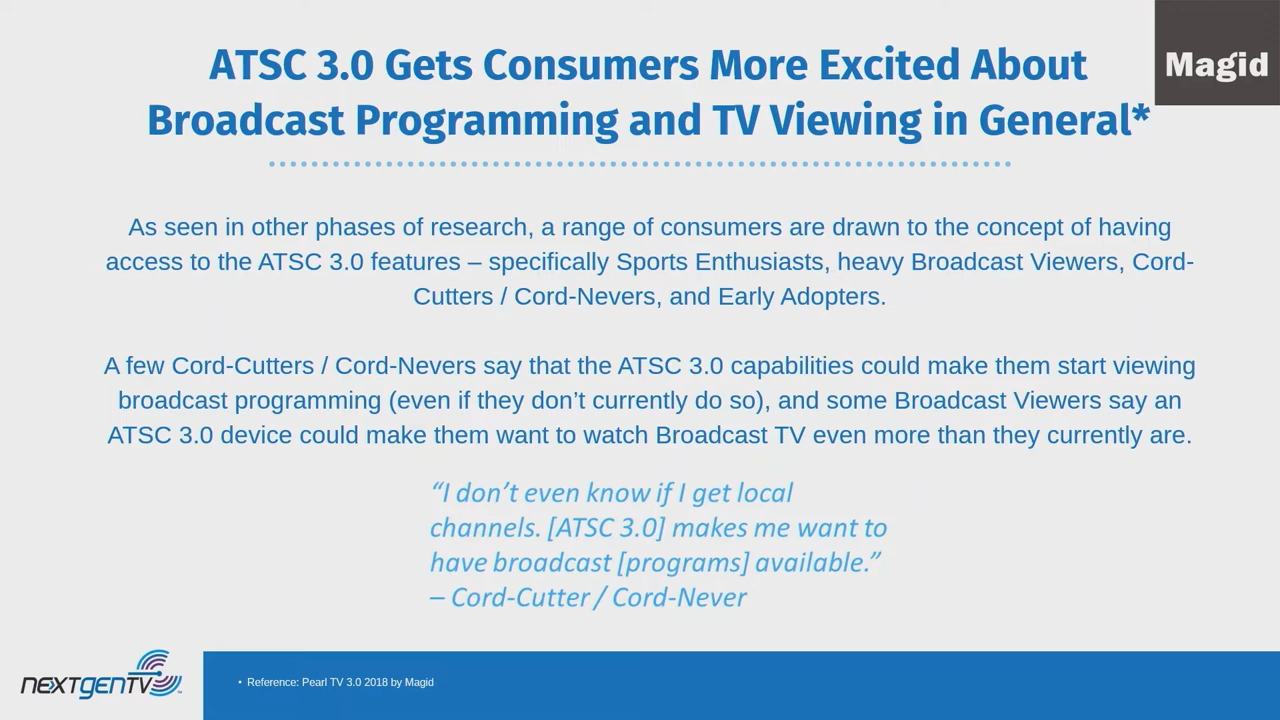 ATSC 3.0 Gets Consumers More Excited About
Broadcast Programming and TV Viewing in General*
Magid
As seen in other phases of research, a range of consumers are drawn to the concept of having
access to the ATSC 3.0 features – specifically Sports Enthusiasts, heavy Broadcast Viewers, Cord-
Cutters / Cord-Nevers, and Early Adopters.
A few Cord-Cutters / Cord-Nevers say that the ATSC 3.0 capabilities could make them start viewing
broadcast programming (even if they don’t currently do so), and some Broadcast Viewers say an
ATSC 3.0 device could make them want to watch Broadcast TV even more than they currently are.
“I don’t even know if I get local
channels. [ATSC 3.0] makes me want to
have broadcast [programs] available.”
– Cord-Cutter / Cord-Never
NEXTGENTV™
• Reference: Pearl TV 3.0 2018 by Magid